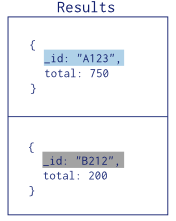 Results
{
_id: "A123",
total: 750
}
{
_id: "B212",
total: 200
}